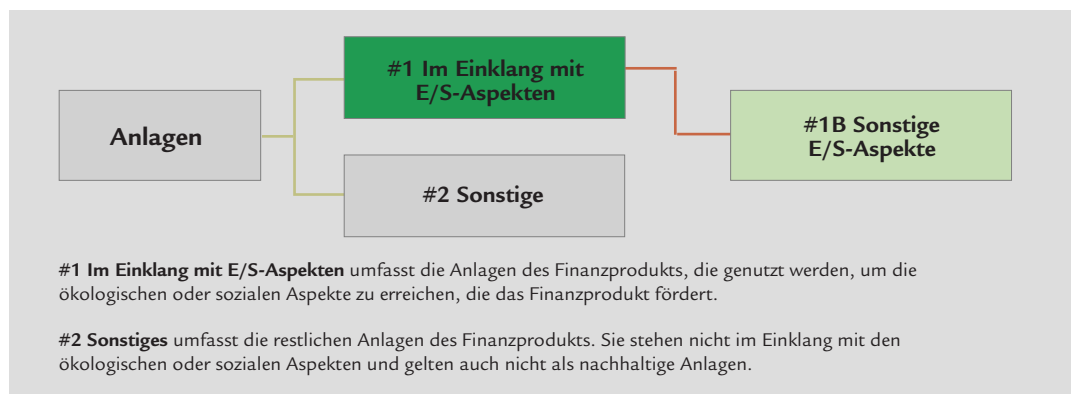 #1 Im Einklang mit
E/S-Aspekten
Anlagen
#1B Sonstige
E/S-Aspekte
#2 Sonstige
#1 Im Einklang mit E/S-Aspekten umfasst die Anlagen des Finanzprodukts, die genutzt werden, um die
ökologischen oder sozialen Aspekte zu erreichen, die das Finanzprodukt fördert.
#2 Sonstiges umfasst die restlichen Anlagen des Finanzprodukts. Sie stehen nicht im Einklang mit den
ökologischen oder sozialen Aspekten und gelten auch nicht als nachhaltige Anlagen.